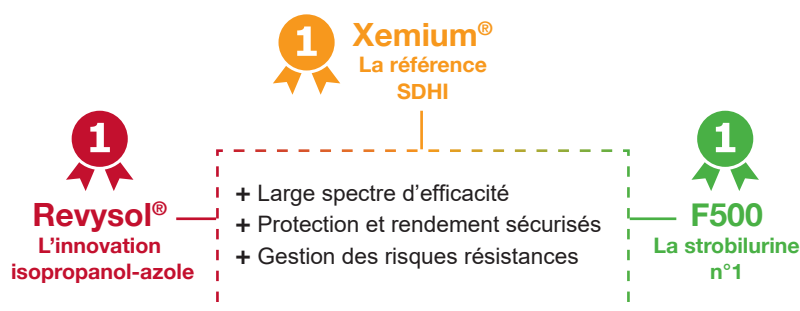 1
Xemium®
La référence
SDHI
1
Revysol®
L'innovation
isopropanol-azole
+ Large spectre d'efficacité
+ Protection et rendement sécurisés
+ Gestion des risques résistances
1
F500
La strobilurine
n°1